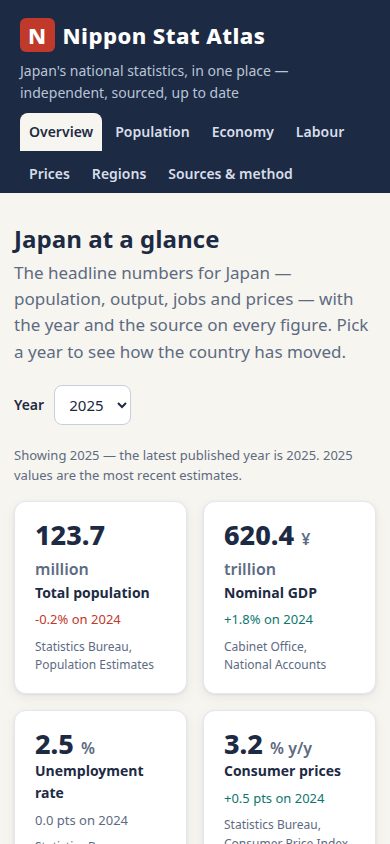 N Nippon Stat Atlas
Japan's national statistics, in one place —
independent, sourced, up to date
Overview Population Economy Labour
Prices Regions Sources & method
Japan at a glance
The headline numbers for Japan —
population, output, jobs and prices — with
the year and the source on every figure. Pick
a year to see how the country has moved.
Year 2025
Showing 2025 — the latest published year is 2025. 2025
values are the most recent estimates.
123.7
million
Total population
-0.2% on 2024
Statistics Bureau,
Population Estimates
620.4 ¥
trillion
Nominal GDP
+1.8% on 2024
Cabinet Office,
National Accounts
2.5 %
Unemployment
rate
0.0 pts on 2024
3.2 % y/y
Consumer prices
+0.5 pts on 2024
Statistics Bureau,
Consumer Price Index